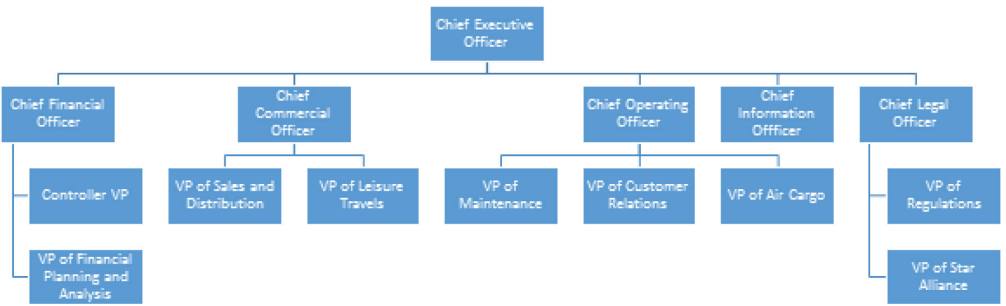 Chief Executive
Officer
Chief Financial
Officer
Chief
Commercial
Officer
Chief Operating
Officer
Chief
Information
Offficer
Chief Legal
Officer
Controller VP
VP of Sales and
Distribution
VP of Leisure
Travels
VP of
Maintenance
VP of Customer
Relations
VP of Air Cargo
VP of
Regulations
VP of Financial
Planning and
Analysis
VP of Star
Alliance